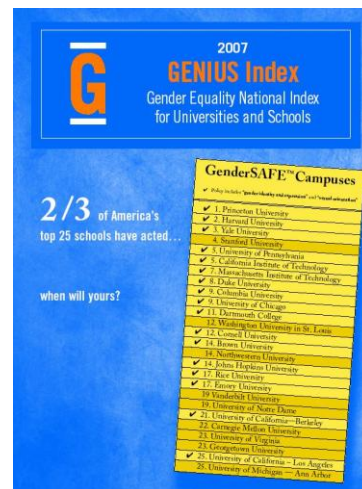 G
2007
GENIUS Index
Gender Equality National Index
for Universities and Schools
GenderSAFE™ Campuses
✔ Policy includes "gender identity and expression" and "sexual orientation"
2/3 of America's
top 25 schools have acted...
when will yours?
✔ 1. Princeton University
✔ 2. Harvard University
✔ 3. Yale University
4. Stanford University
✔ 5. University of Pennsylvania
✔ 5. California Institute of Technology
✔ 7. Massachusetts Institute of Technology
✔ 8. Duke University
✔ 9. Columbia University
✔ 9. University of Chicago
✔ 11. Dartmouth College
12. Washington University in St. Louis
✔ 12. Cornell University
✔ 14. Brown University
14. Northwestern University
✔ 14. Johns Hopkins University
✔ 17. Rice University
✔ 17. Emory University
19 Vanderbilt University
19. University of Notre Dame
✔ 21. University of California—Berkeley
22. Carnegie Mellon University
23. University of Virginia
23. Georgetown University
✔ 25. University of California – Los Angeles
25. University of Michigan — Ann Arbor